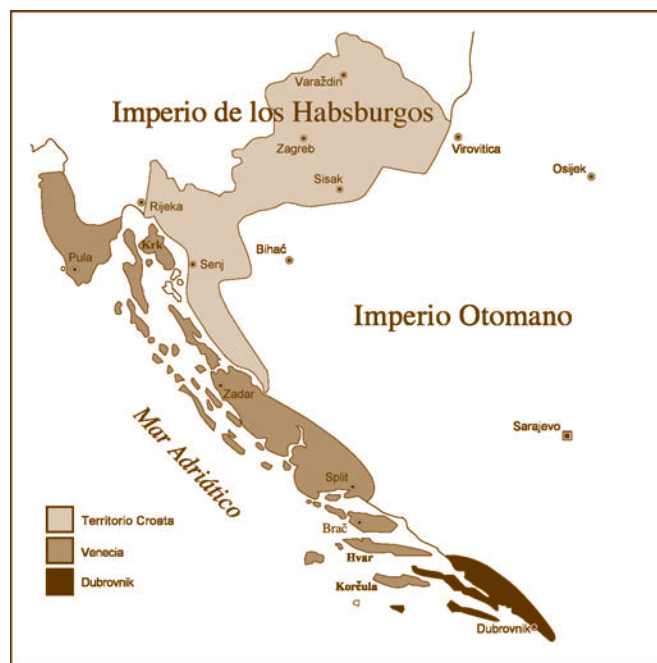 Varaždin
Imperio de los Habsburgos
Zagreb
Virovitica
Sisak
Osijek
Rijeka
Krk
Bihać
Pula
Senj
Imperio Otomano
Zadar
Mar Adriático
Sarajevo
Split
Territorio Croata
Brač
Venecia
Hvar
Dubrovnik
Korčula
Dubrovnik